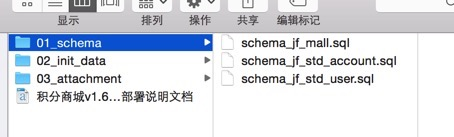 显示 排列 操作 共享 编辑标记
01_schema
02_init_data
03_attachment
积分商城v1.6...部署说明文档
schema_jf_mall.sql
schema_jf_std_account.sql
schema_jf_std_user.sql